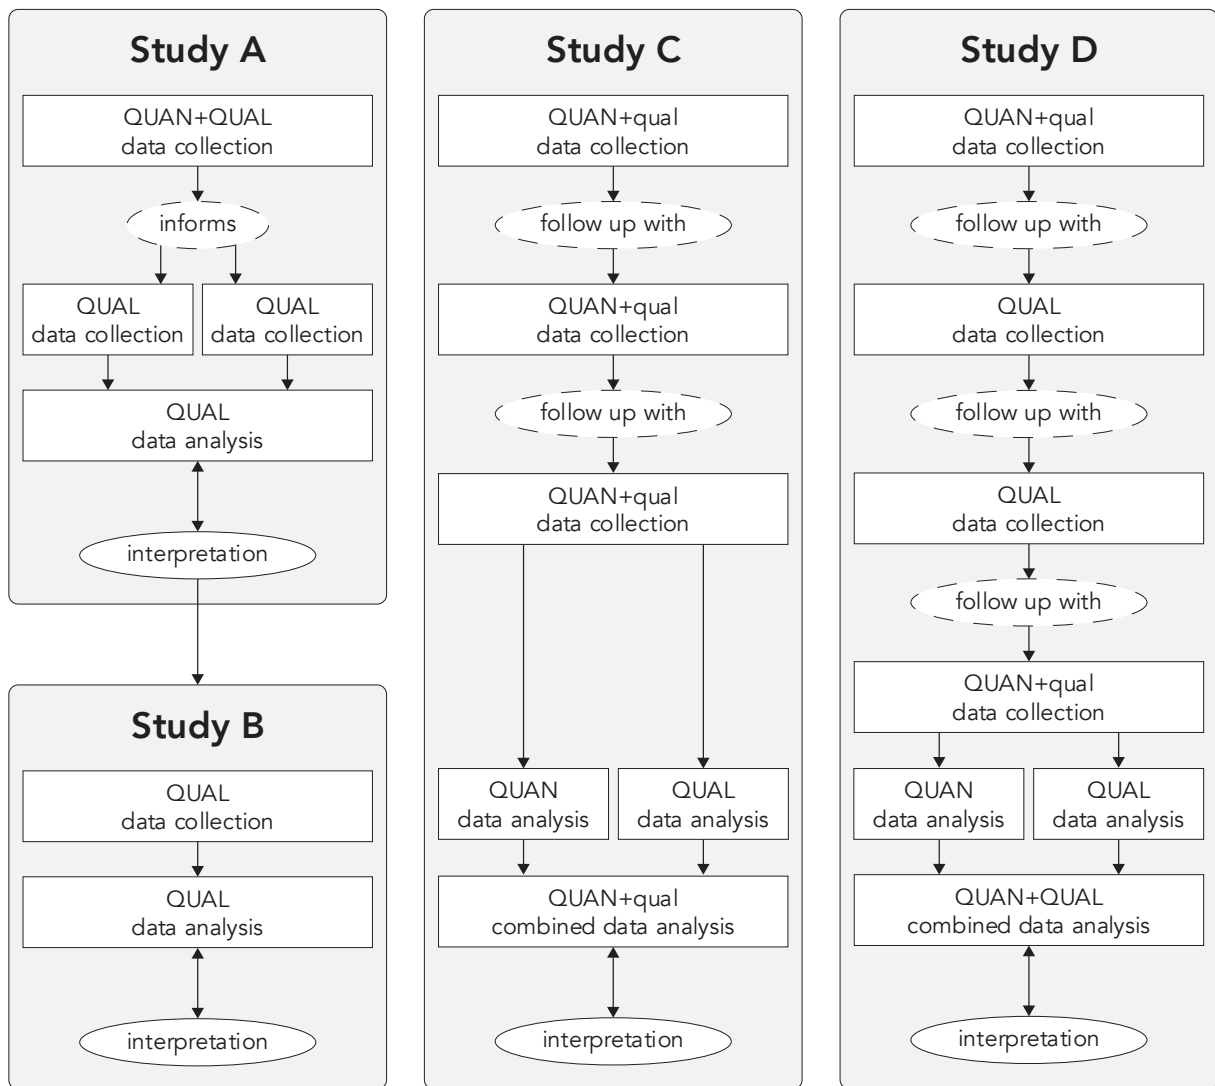 Study A
QUAN+QUAL
data collection
informs
QUAL
data collection
QUAL
data collection
QUAL
data analysis
interpretation
Study B
QUAL
data collection
QUAL
data analysis
interpretation
Study C
QUAN+qual
data collection
follow up with
QUAN+qual
data collection
follow up with
QUAN+qual
data collection
QUAN
data analysis
QUAL
data analysis
QUAN+qual
combined data analysis
interpretation
Study D
QUAN+qual
data collection
follow up with
QUAL
data collection
follow up with
QUAL
data collection
follow up with
QUAN+qual
data collection
QUAN
data analysis
QUAL
data analysis
QUAN+QUAL
combined data analysis
interpretation